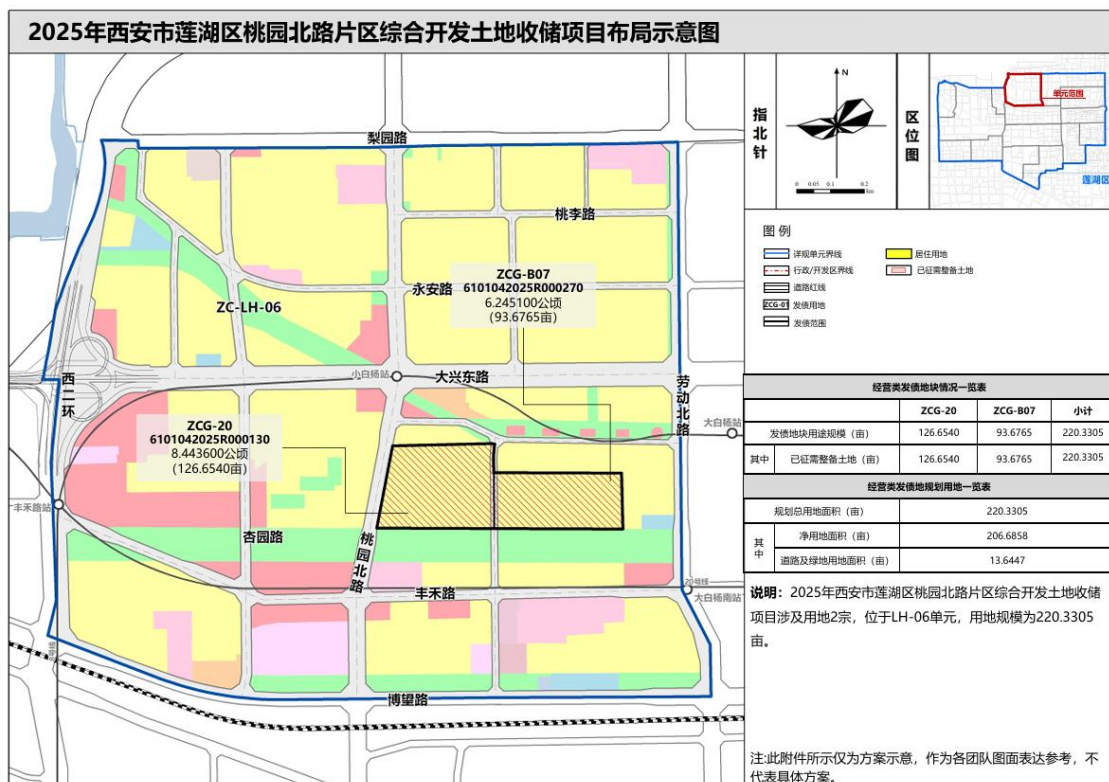 2025年西安市莲湖区桃园北路片区综合开发土地收储项目布局示意图
梨园路
桃李路
永安路
ZC-LH-06
ZCG-B07
6101042025R000270
6.245100公顷
(93.6765亩)
小白杨站
大兴东路
西二环
劳动北路
大白杨站
ZCG-20
6101042025R000130
8.443600公顷
(126.6540亩)
丰禾路站
杏园路
桃园北路
丰禾路
大白杨南站
博望路
指北针
N
0 0.05 0.1 0.2
km
区位图
单元范围
莲湖区
图 例
详规单元界线
居住用地
行政/开发区界线
已征需整备土地
道路红线
ZCG-01 发债用地
发债范围
经营类发债地块情况一览表
ZCG-20 ZCG-B07 小计
发债地块用途规模（亩） 126.6540 93.6765 220.3305
其中 已征需整备土地（亩） 126.6540 93.6765 220.3305
经营类发债地规划用地一览表
规划总用地面积（亩） 220.3305
其中 净用地面积（亩） 206.6858
道路及绿地用地面积（亩） 13.6447
说明：2025年西安市莲湖区桃园北路片区综合开发土地收储
项目涉及用地2宗，位于LH-06单元，用地规模为220.3305
亩。
注:此附件所示仅为方案示意，作为各团队图面表达参考，不
代表具体方案。